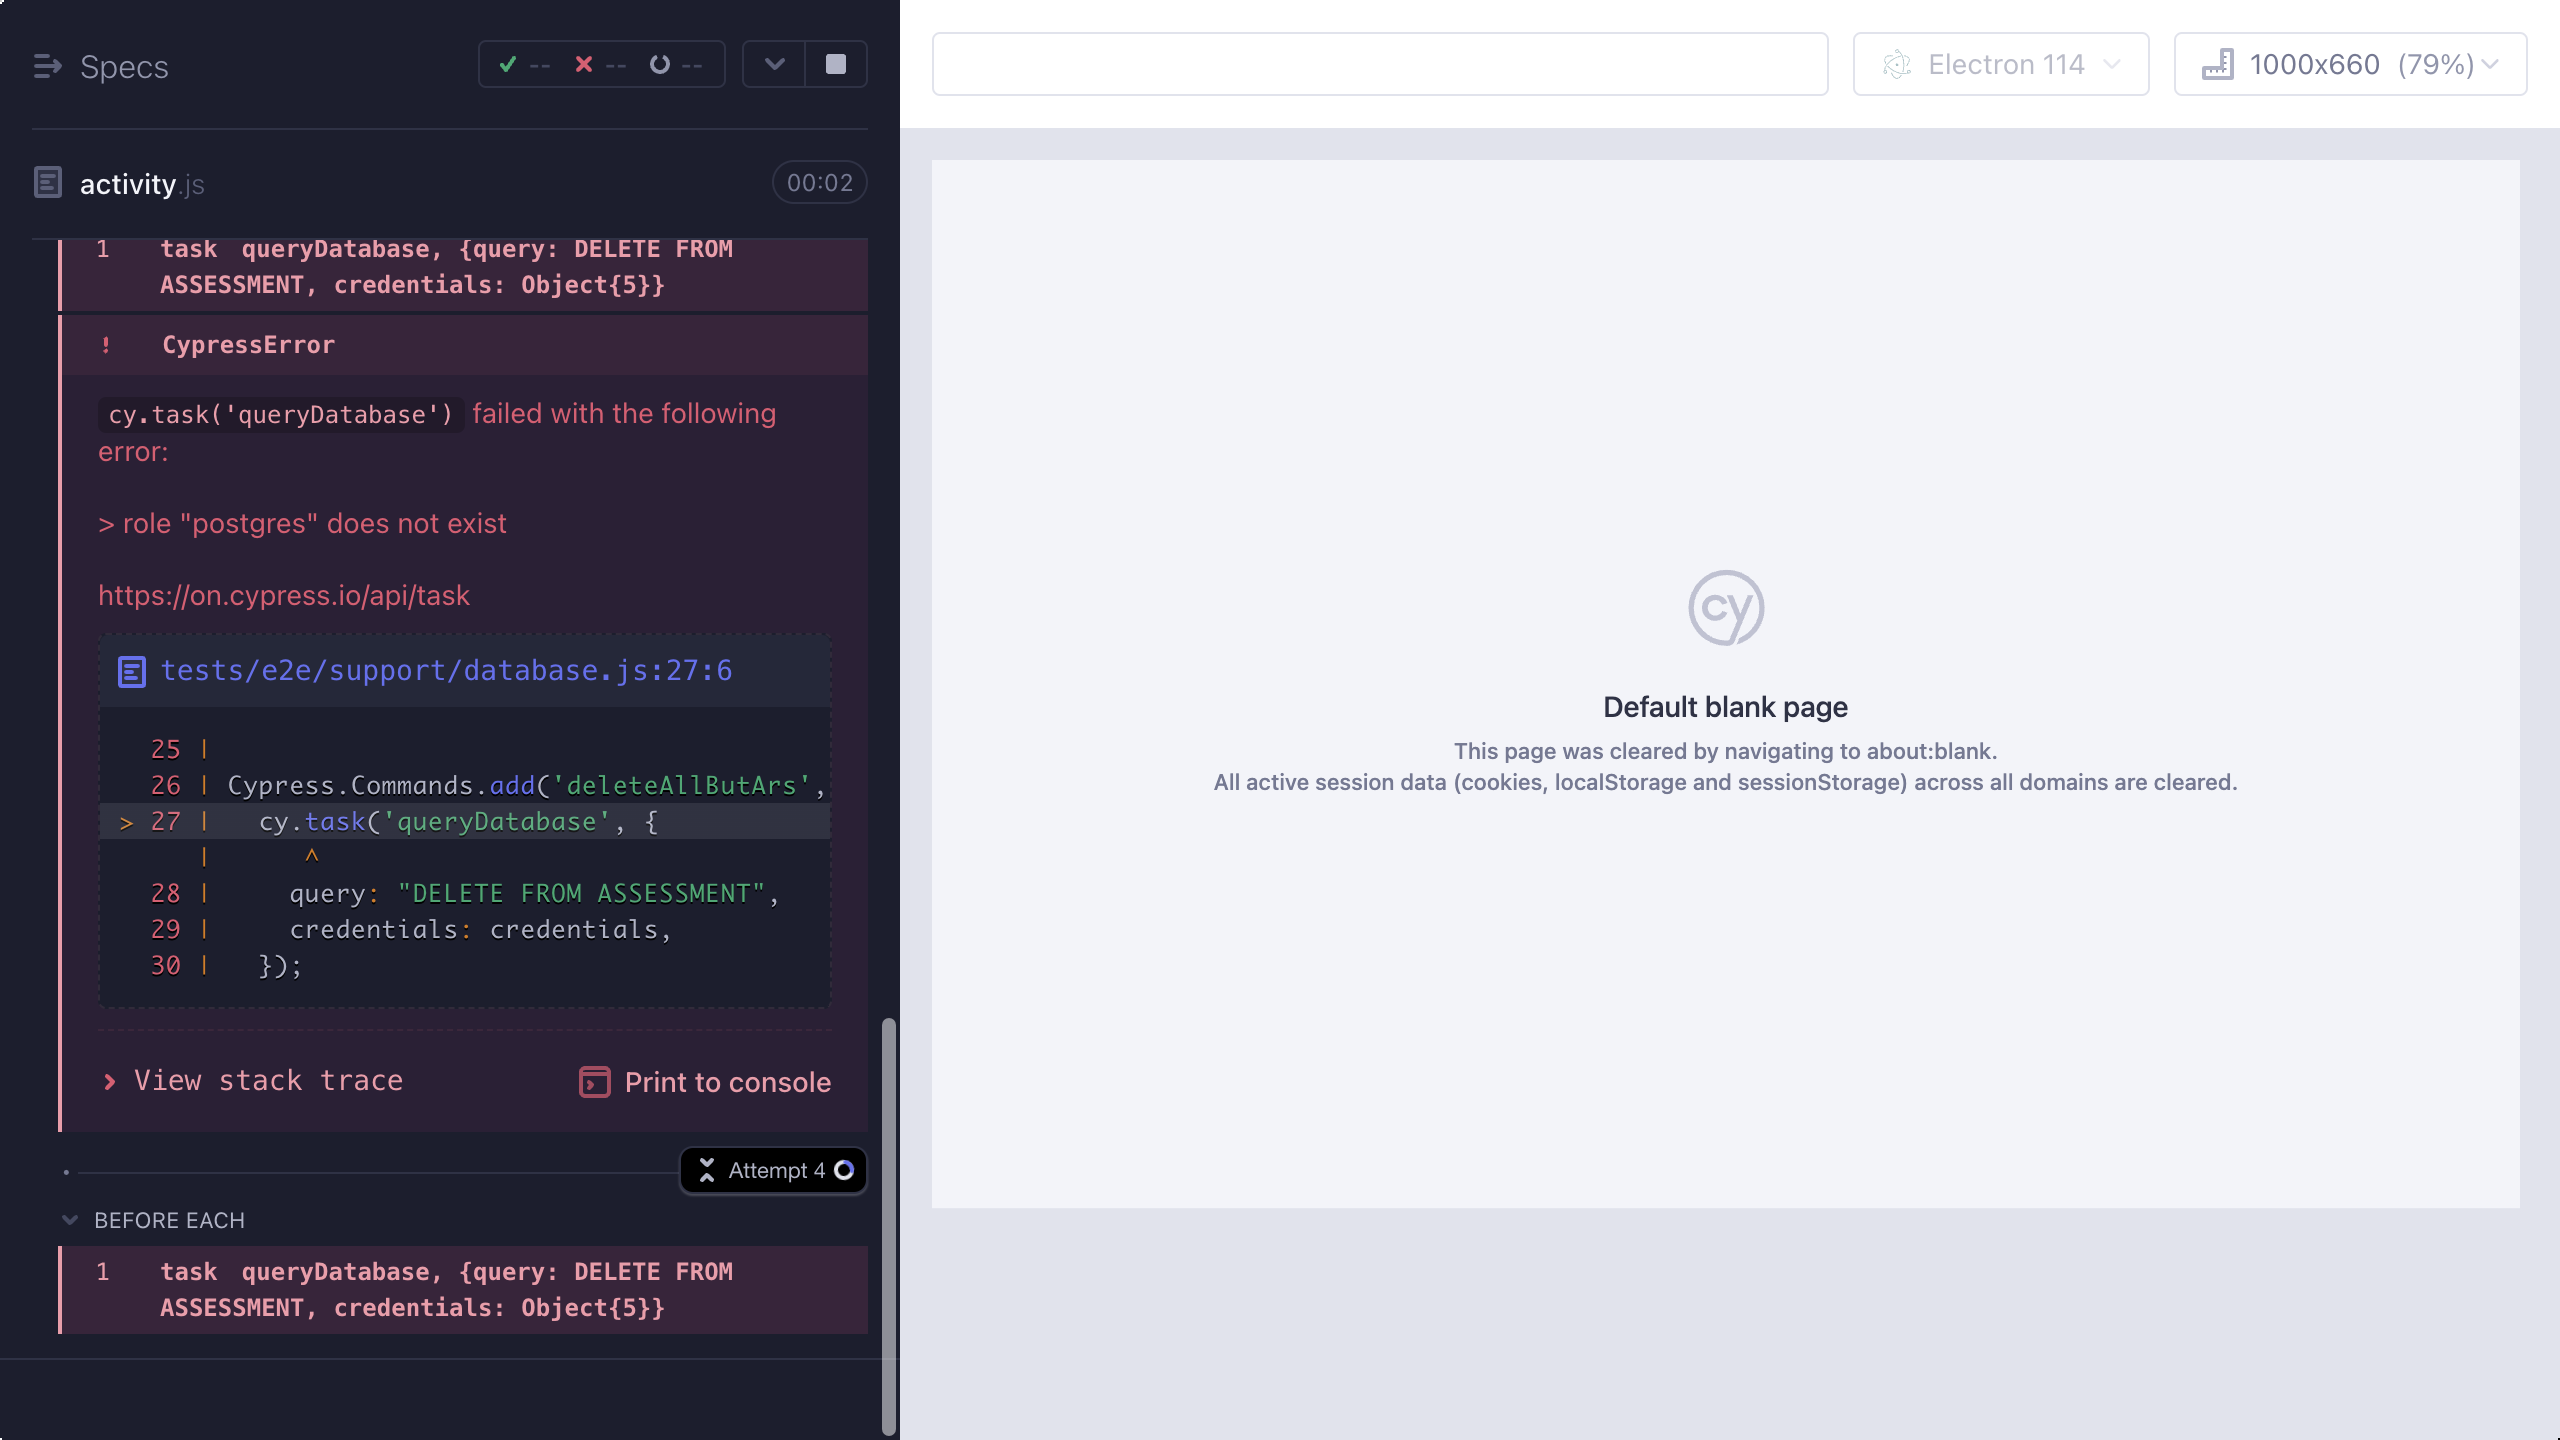 Specs
-- -- --
activity.js
00:02
1 task queryDatabase, {query: DELETE FROM
ASSESSMENT, credentials: Object{5}}
! CypressError
cy.task('queryDatabase') failed with the following
error:
> role "postgres" does not exist
https://on.cypress.io/api/task
tests/e2e/support/database.js:27:6
25 |
26 | Cypress.Commands.add('deleteAllButArs',
> 27 | cy.task('queryDatabase', {
| ^
28 | query: "DELETE FROM ASSESSMENT",
29 | credentials: credentials,
30 | });
View stack trace
Print to console
Attempt 4
BEFORE EACH
1 task queryDatabase, {query: DELETE FROM
ASSESSMENT, credentials: Object{5}}
Electron 114
1000x660 (79%)
cy
Default blank page
This page was cleared by navigating to about:blank.
All active session data (cookies, localStorage and sessionStorage) across all domains are cleared.